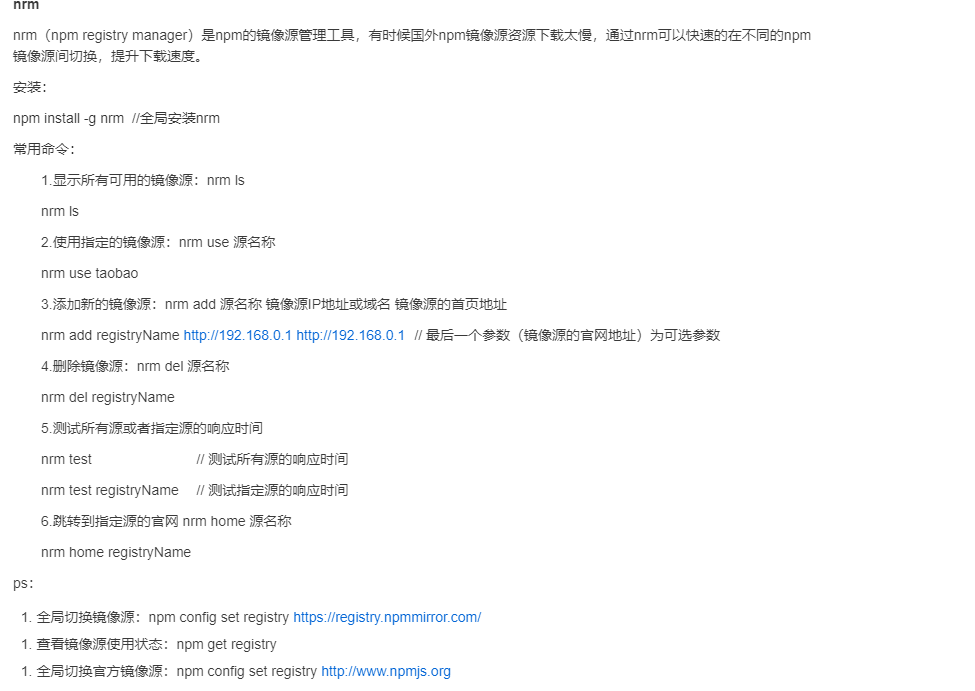 nrm
nrm（npm registry manager）是npm的镜像源管理工具，有时候国外npm镜像源资源下载太慢，通过nrm可以快速的在不同的npm
镜像源间切换，提升下载速度。
安装：
npm install -g nrm  //全局安装nrm
常用命令：
1.显示所有可用的镜像源：nrm ls
nrm ls
2.使用指定的镜像源：nrm use 源名称
nrm use taobao
3.添加新的镜像源：nrm add 源名称 镜像源IP地址或域名 镜像源的首页地址
nrm add registryName http://192.168.0.1 http://192.168.0.1  // 最后一个参数（镜像源的官网地址）为可选参数
4.删除镜像源：nrm del 源名称
nrm del registryName
5.测试所有源或者指定源的响应时间
nrm test // 测试所有源的响应时间
nrm test registryName // 测试指定源的响应时间
6.跳转到指定源的官网 nrm home 源名称
nrm home registryName
ps：
1. 全局切换镜像源：npm config set registry https://registry.npmmirror.com/
1. 查看镜像源使用状态：npm get registry
1. 全局切换官方镜像源：npm config set registry http://www.npmjs.org